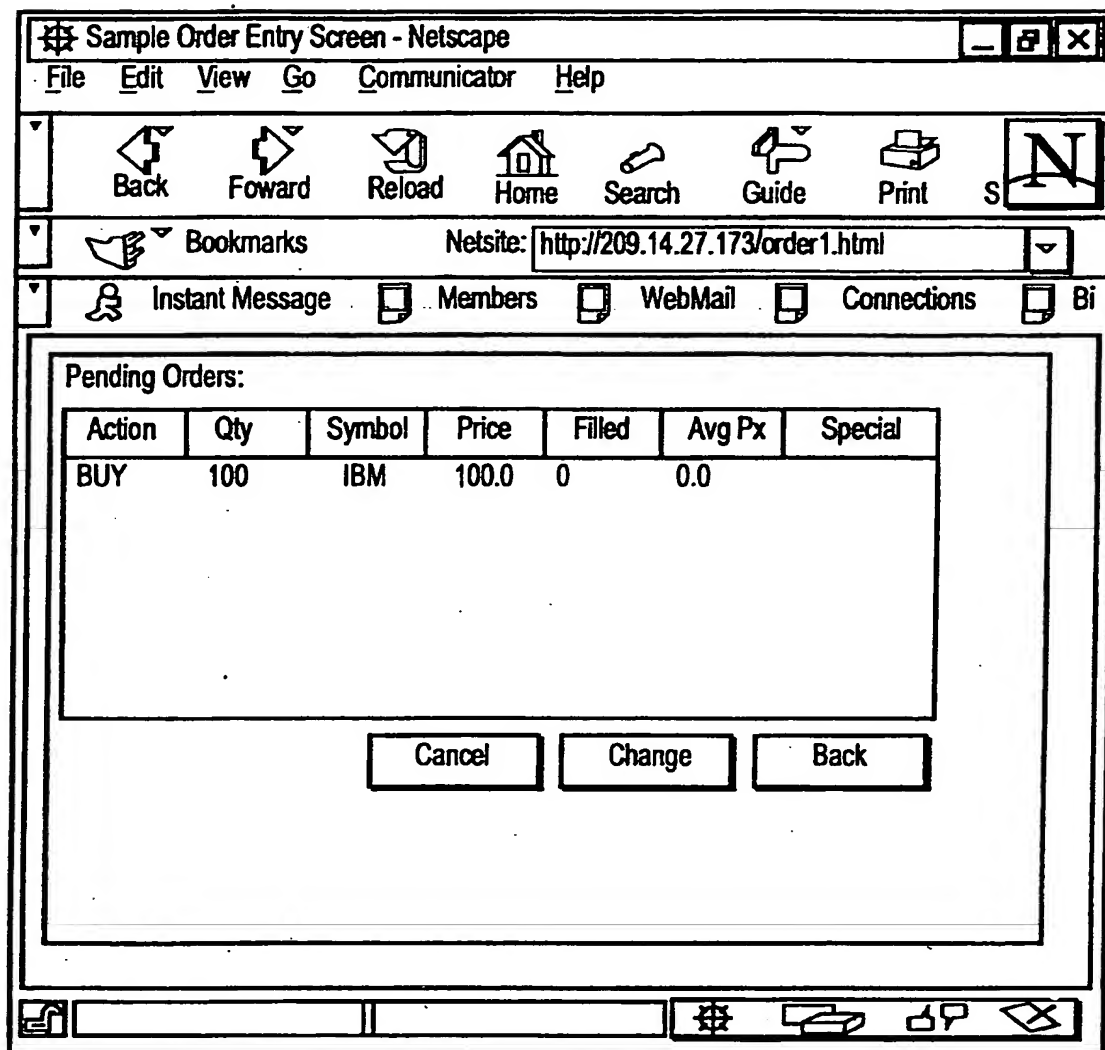 Sample Order Entry Screen - Netscape
File Edit View Go Communicator Help
Back Foward Reload Home Search Guide Print S N
Bookmarks Netsite: http://209.14.27.173/order1.html
Instant Message Members WebMail Connections Bi
Pending Orders:
Action Qty Symbol Price Filled Avg Px Special
BUY 100 IBM 100.0 0 0.0
Cancel Change Back